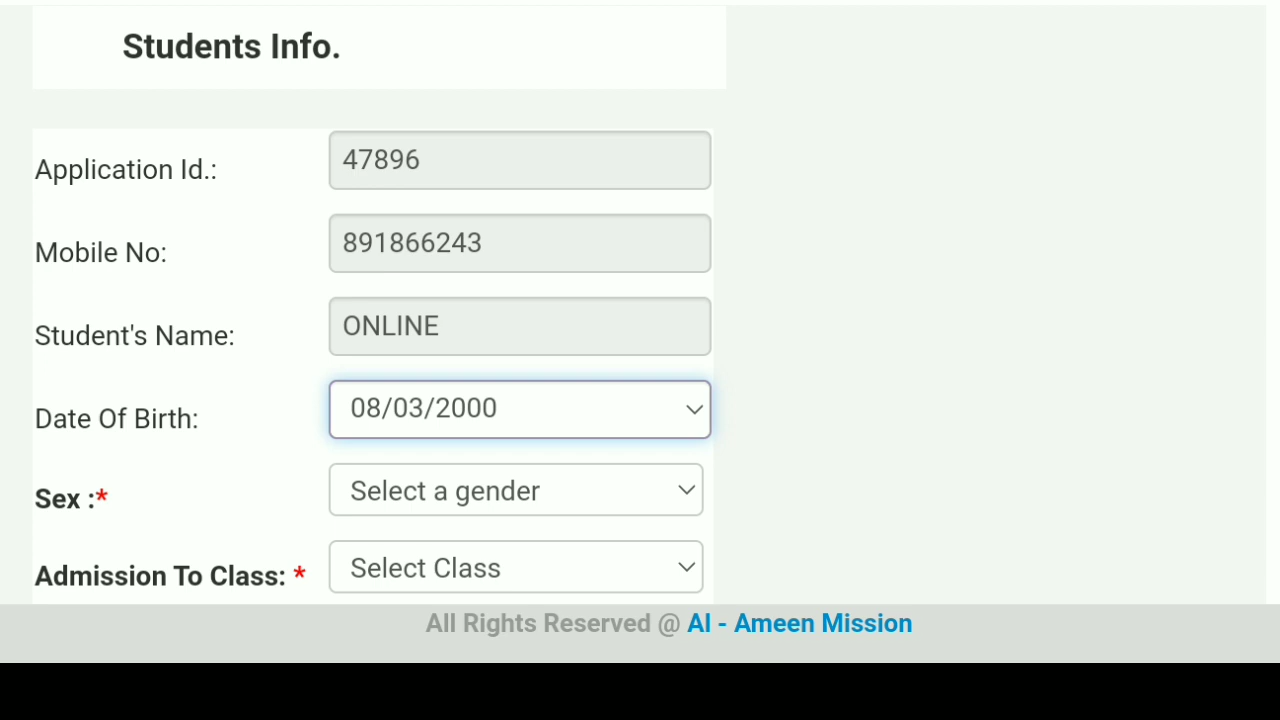 Students Info.
Application Id.: 47896
Mobile No: 891866243
Student's Name: ONLINE
Date Of Birth: 08/03/2000
Sex :* Select a gender
Admission To Class: * Select Class
All Rights Reserved @ Al - Ameen Mission